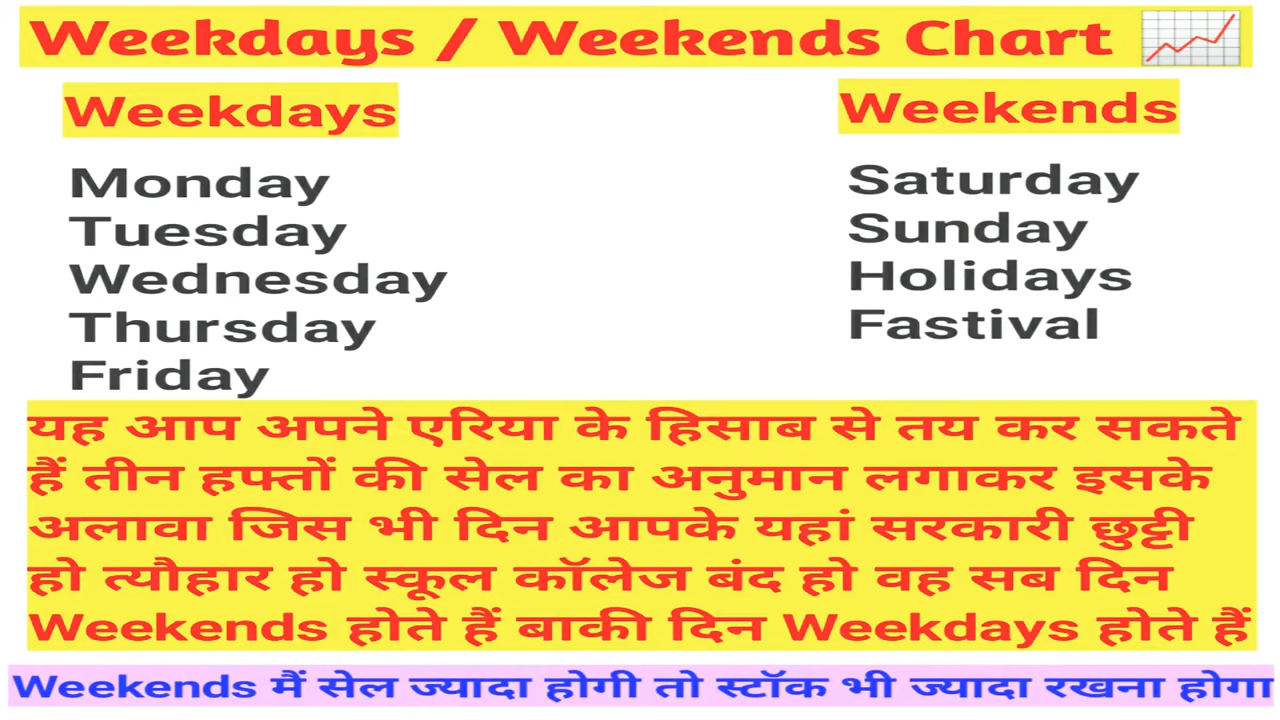 Weekdays / Weekends Chart
Weekdays
Monday
Tuesday
Wednesday
Thursday
Friday
Weekends
Saturday
Sunday
Holidays
Fastival
यह आप अपने एरिया के हिसाब से तय कर सकते
हैं तीन हफ्तों की सेल का अनुमान लगाकर इसके
अलावा जिस भी दिन आपके यहां सरकारी छुट्टी
हो त्यौहार हो स्कूल कॉलेज बंद हो वह सब दिन
Weekends होते हैं बाकी दिन Weekdays होते हैं
Weekends मैं सेल ज्यादा होगी तो स्टॉक भी ज्यादा रखना होगा